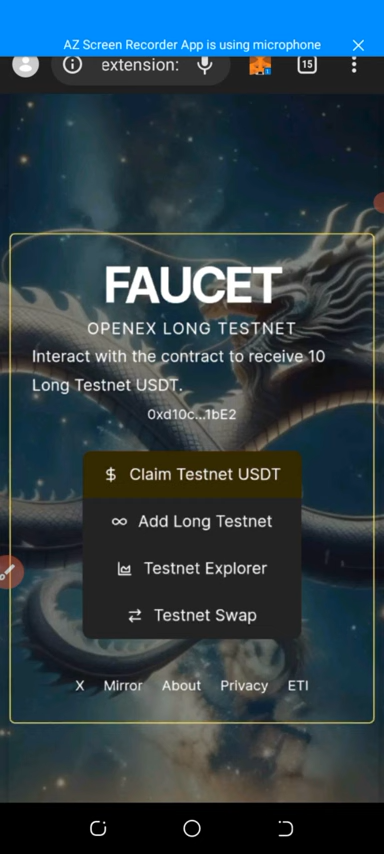 AZ Screen Recorder App is using microphone
extension:
15
FAUCET
OPENEX LONG TESTNET
Interact with the contract to receive 10
Long Testnet USDT.
0xd10c...1bE2
$ Claim Testnet USDT
Add Long Testnet
Testnet Explorer
Testnet Swap
X Mirror About Privacy ETI